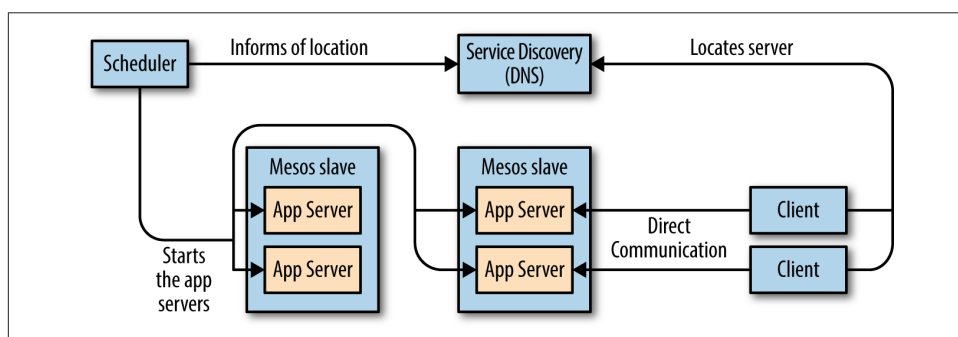 Scheduler
Informs of location
Service Discovery
(DNS)
Locates server
Mesos slave
Mesos slave
App Server
App Server
Client
App Server
App Server
Client
Direct
Communication
Starts
the app
servers